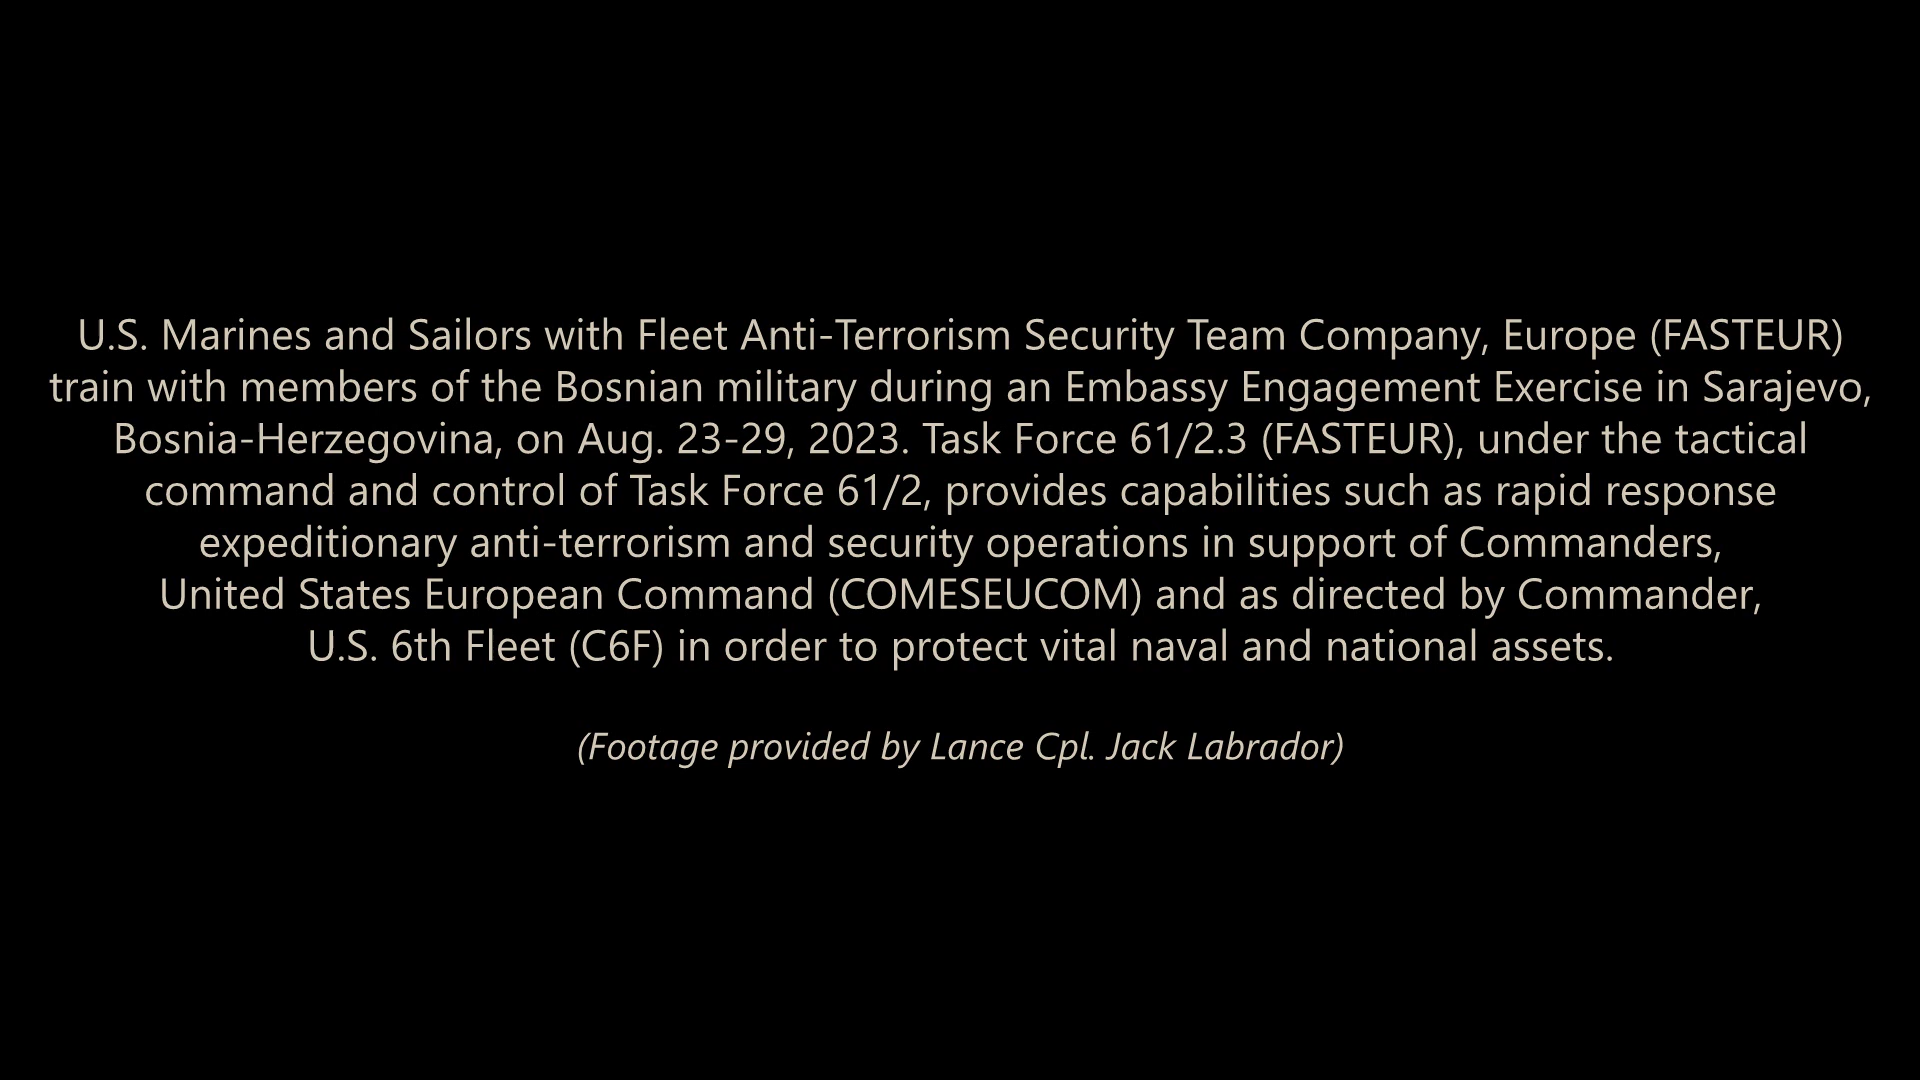 U.S. Marines and Sailors with Fleet Anti-Terrorism Security Team Company, Europe (FASTEUR)
train with members of the Bosnian military during an Embassy Engagement Exercise in Sarajevo,
Bosnia-Herzegovina, on Aug. 23-29, 2023. Task Force 61/2.3 (FASTEUR), under the tactical
command and control of Task Force 61/2, provides capabilities such as rapid response
expeditionary anti-terrorism and security operations in support of Commanders,
United States European Command (COMESEUCOM) and as directed by Commander,
U.S. 6th Fleet (C6F) in order to protect vital naval and national assets.
(Footage provided by Lance Cpl. Jack Labrador)